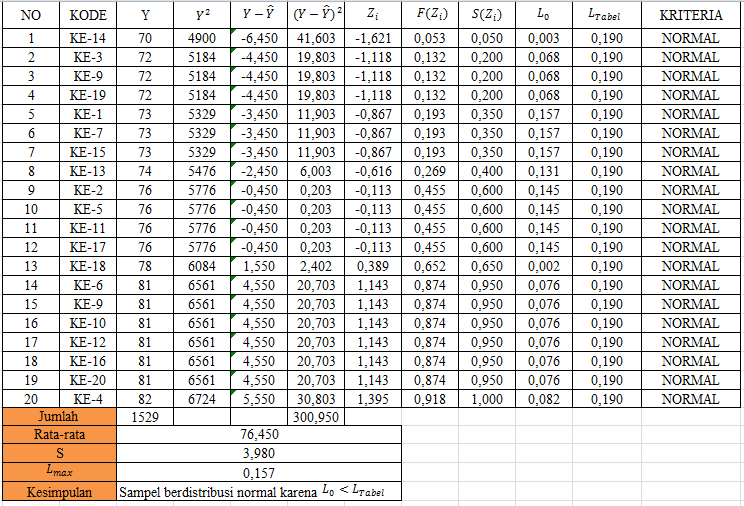 NO KODE Y Y² Y − Ŷ (Y − Ŷ)² Zᵢ F(Zᵢ) S(Zᵢ) L₀ L_Tabel KRITERIA
1 KE-14 70 4900 -6,450 41,603 -1,621 0,053 0,050 0,003 0,190 NORMAL
2 KE-3 72 5184 -4,450 19,803 -1,118 0,132 0,200 0,068 0,190 NORMAL
3 KE-9 72 5184 -4,450 19,803 -1,118 0,132 0,200 0,068 0,190 NORMAL
4 KE-19 72 5184 -4,450 19,803 -1,118 0,132 0,200 0,068 0,190 NORMAL
5 KE-1 73 5329 -3,450 11,903 -0,867 0,193 0,350 0,157 0,190 NORMAL
6 KE-7 73 5329 -3,450 11,903 -0,867 0,193 0,350 0,157 0,190 NORMAL
7 KE-15 73 5329 -3,450 11,903 -0,867 0,193 0,350 0,157 0,190 NORMAL
8 KE-13 74 5476 -2,450 6,003 -0,616 0,269 0,400 0,131 0,190 NORMAL
9 KE-2 76 5776 -0,450 0,203 -0,113 0,455 0,600 0,145 0,190 NORMAL
10 KE-5 76 5776 -0,450 0,203 -0,113 0,455 0,600 0,145 0,190 NORMAL
11 KE-11 76 5776 -0,450 0,203 -0,113 0,455 0,600 0,145 0,190 NORMAL
12 KE-17 76 5776 -0,450 0,203 -0,113 0,455 0,600 0,145 0,190 NORMAL
13 KE-18 78 6084 1,550 2,402 0,389 0,652 0,650 0,002 0,190 NORMAL
14 KE-6 81 6561 4,550 20,703 1,143 0,874 0,950 0,076 0,190 NORMAL
15 KE-9 81 6561 4,550 20,703 1,143 0,874 0,950 0,076 0,190 NORMAL
16 KE-10 81 6561 4,550 20,703 1,143 0,874 0,950 0,076 0,190 NORMAL
17 KE-12 81 6561 4,550 20,703 1,143 0,874 0,950 0,076 0,190 NORMAL
18 KE-16 81 6561 4,550 20,703 1,143 0,874 0,950 0,076 0,190 NORMAL
19 KE-20 81 6561 4,550 20,703 1,143 0,874 0,950 0,076 0,190 NORMAL
20 KE-4 82 6724 5,550 30,803 1,395 0,918 1,000 0,082 0,190 NORMAL
Jumlah 1529 300,950
Rata-rata 76,450
S 3,980
L_max 0,157
Kesimpulan Sampel berdistribusi normal karena L₀ < L_Tabel